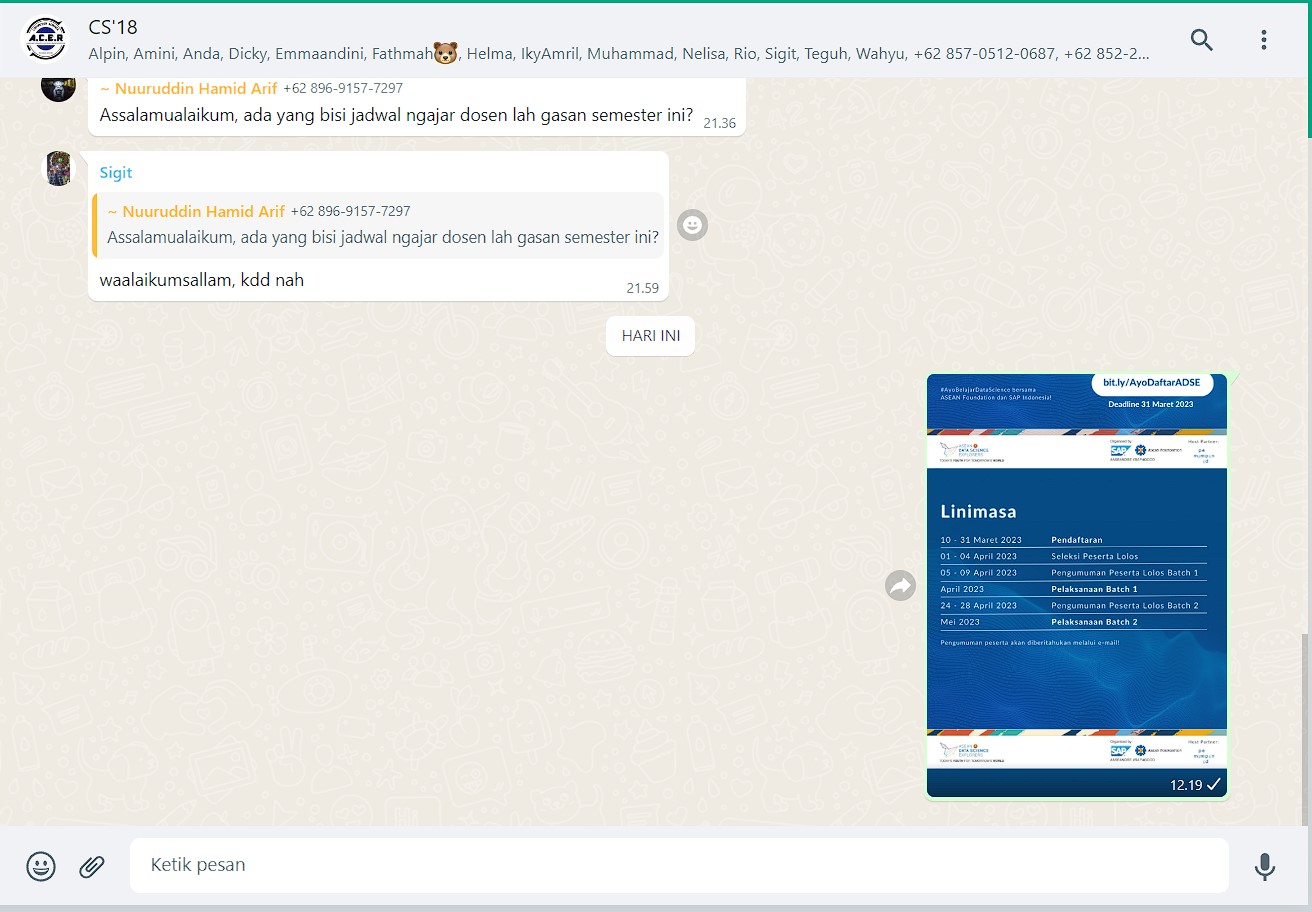 CS'18
Alpin, Amini, Anda, Dicky, Emmaandini, Fathmah🐻, Helma, IkyAmril, Muhammad, Nelisa, Rio, Sigit, Teguh, Wahyu, +62 857-0512-0687, +62 852-2...
A.C.E.R
~ Nuuruddin Hamid Arif +62 896-9157-7297
Assalamualaikum, ada yang bisi jadwal ngajar dosen lah gasan semester ini?
21.36
Sigit
~ Nuuruddin Hamid Arif +62 896-9157-7297
Assalamualaikum, ada yang bisi jadwal ngajar dosen lah gasan semester ini?
waalaikumsallam, kdd nah
21.59
HARI INI
#AyoBelajarDataScience bersama
ASEAN Foundation dan SAP Indonesia!
bit.ly/AyoDaftarADSE
Deadline 31 Maret 2023
ASEAN
DATA SCIENCE
EXPLORERS
Organised by
SAP
ASEAN FOUNDATION
Host Partner:
Linimasa
10 - 31 Maret 2023 Pendaftaran
01 - 04 April 2023 Seleksi Peserta Lolos
05 - 09 April 2023 Pengumuman Peserta Lolos Batch 1
April 2023 Pelaksanaan Batch 1
24 - 28 April 2023 Pengumuman Peserta Lolos Batch 2
Mei 2023 Pelaksanaan Batch 2
Pengumuman peserta akan diberitahukan melalui e-mail!
ASEAN
DATA SCIENCE
EXPLORERS
Organised by
SAP
ASEAN FOUNDATION
Host Partner:
12.19
Ketik pesan